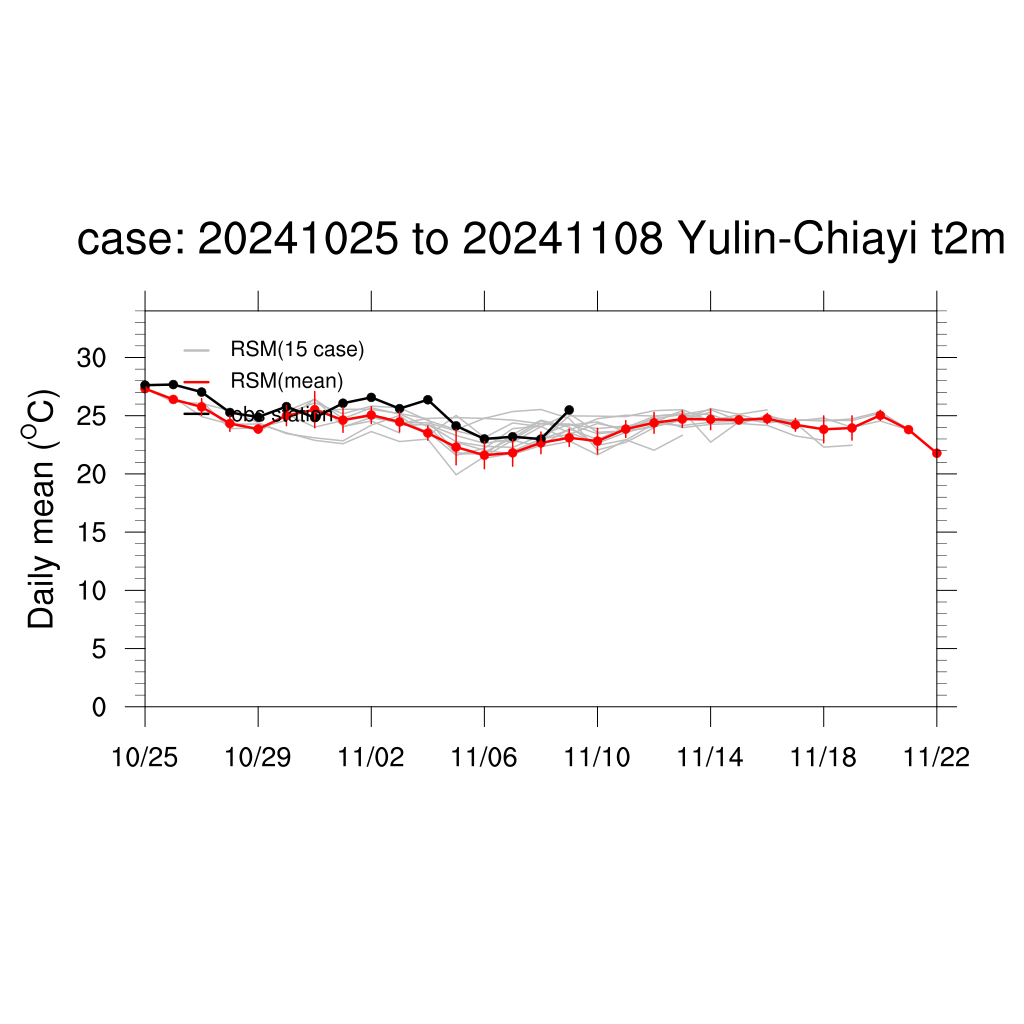 case: 20241025 to 20241108 Yulin-Chiayi t2m
RSM(15 case)
RSM(mean)
obs station
Daily mean (°C)
30
25
20
15
10
5
0
10/25 10/29 11/02 11/06 11/10 11/14 11/18 11/22